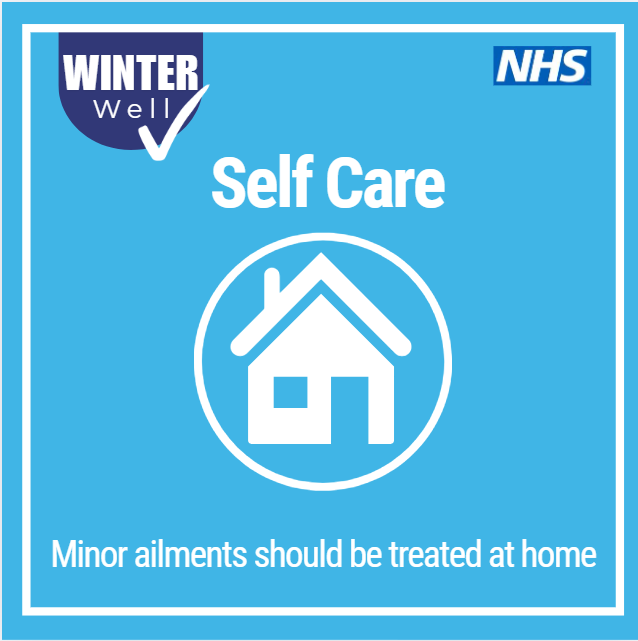 WINTER
Well
NHS
Self Care
Minor ailments should be treated at home